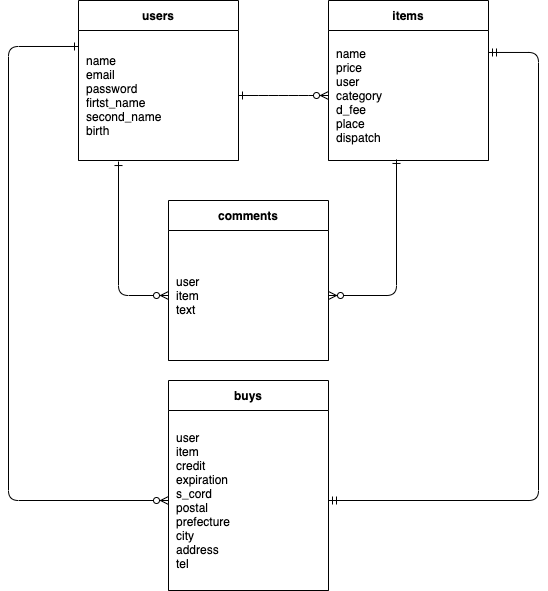 users
name
email
password
firtst_name
second_name
birth
items
name
price
user
category
d_fee
place
dispatch
comments
user
item
text
buys
user
item
credit
expiration
s_cord
postal
prefecture
city
address
tel